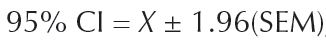 95% CI = X ± 1.96(SEM)